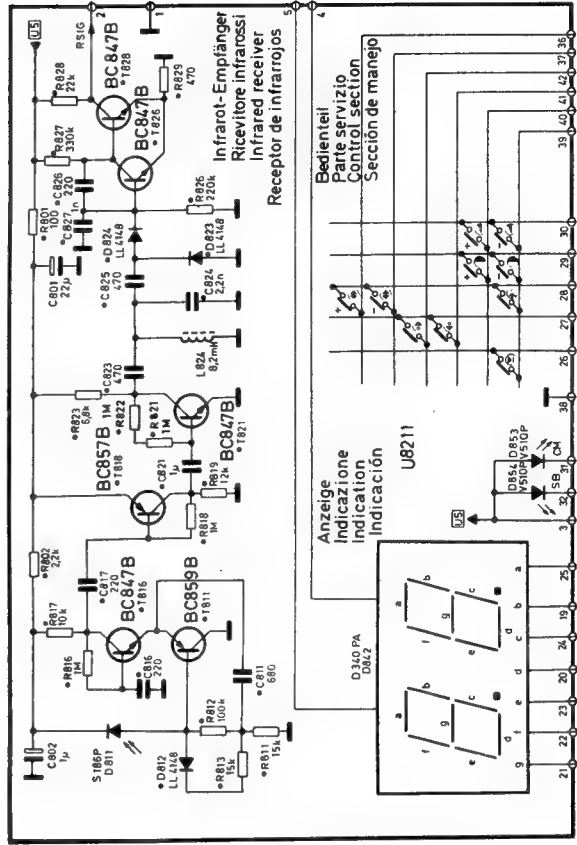 U5
RSIG
2
1
5
4
R828
22k
BC847B
T828
R827
330k
C826
220
BC847B
T826
R829
470
R801
100
C827
1n
C801
22µ
D824
LL4148
R826
220k
D823
LL4148
C825
470
C824
2,2n
L824
8,2mH
C823
470
R823
6,8k
R822
1M
R821
1M
BC847B
T821
BC857B
T818
C821
1µ
R819
12k
R818
1M
R802
2,2k
C817
220
R817
10k
BC847B
T816
BC859B
T811
R816
1M
C816
220
C811
680
C802
1µ
S186P
D811
D812
LL4148
R812
100k
R813
15k
R811
15k
Infrarot-Empfänger
Ricevitore infrarossi
Infrared receiver
Receptor de infrarrojos
Bedienteil
Parte servizio
Control section
Sección de manejo
36
37
42
41
40
39
30
29
28
27
26
38
+
-
+
-
+
-
U8211
Anzeige
Indicazione
Indication
Indicación
U5
D854
V510P
D853
V510P
SB
CM
3
32
31
D340PA
D842
a
b
c
d
e
f
g
a
b
c
d
e
f
g
g
f
e
d
c
b
a
21
22
23
20
24
19
25